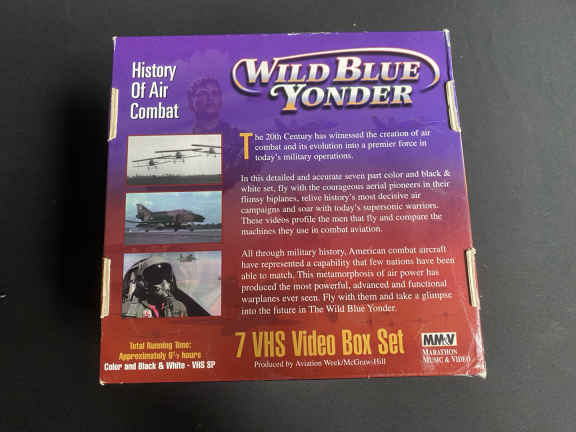 History
Of Air
Combat
WILD BLUE
YONDER
The 20th Century has witnessed the creation of air
combat and its evolution into a premier force in
today's military operations.
In this detailed and accurate seven part color and black &
white set, fly with the courageous aerial pioneers in their
flimsy biplanes, relive history's most decisive air
campaigns and soar with today's supersonic warriors.
These videos profile the men that fly and compare the
machines they use in combat aviation.
All through military history, American combat aircraft
have represented a capability that few nations have been
able to match. This metamorphosis of air power has
produced the most powerful, advanced and functional
warplanes ever seen. Fly with them and take a glimpse
into the future in The Wild Blue Yonder.
Total Running Time:
Approximately 6½ hours
Color and Black & White - VHS SP
7 VHS Video Box Set
Produced by Aviation Week/McGraw-Hill
MM&V
MARATHON
MUSIC & VIDEO